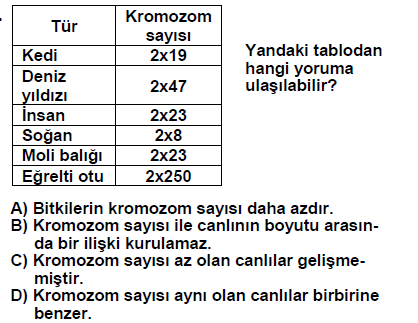 Tür Kromozom sayısı
Kedi 2x19
Deniz yıldızı 2x47
İnsan 2x23
Soğan 2x8
Moli balığı 2x23
Eğrelti otu 2x250
Yandaki tablodan
hangi yoruma
ulaşılabilir?
A) Bitkilerin kromozom sayısı daha azdır.
B) Kromozom sayısı ile canlının boyutu arasın-
da bir ilişki kurulamaz.
C) Kromozom sayısı az olan canlılar gelişme-
miştir.
D) Kromozom sayısı aynı olan canlılar birbirine
benzer.